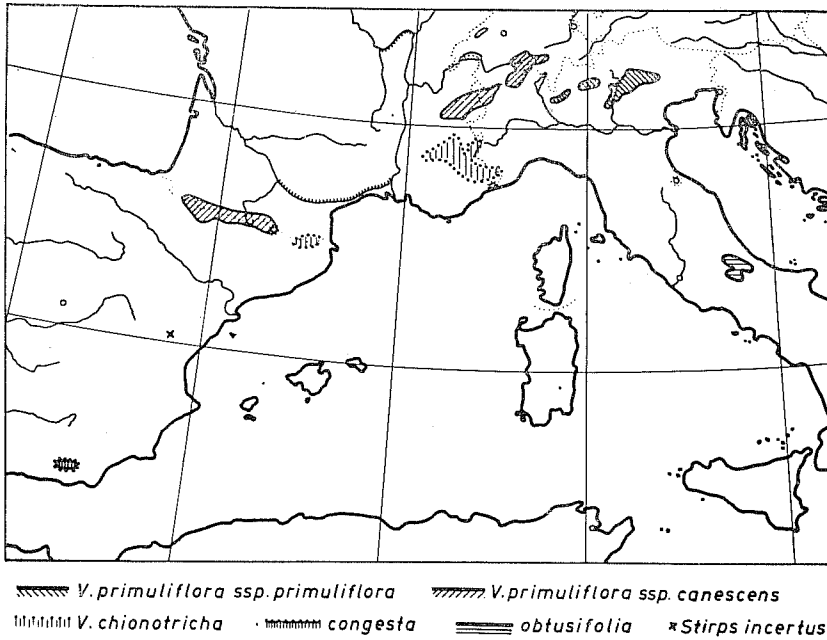 V. primuliflora ssp. primuliflora V. primuliflora ssp. canescens
V. chionotricha congesta obtusifolia × Stirps incertus